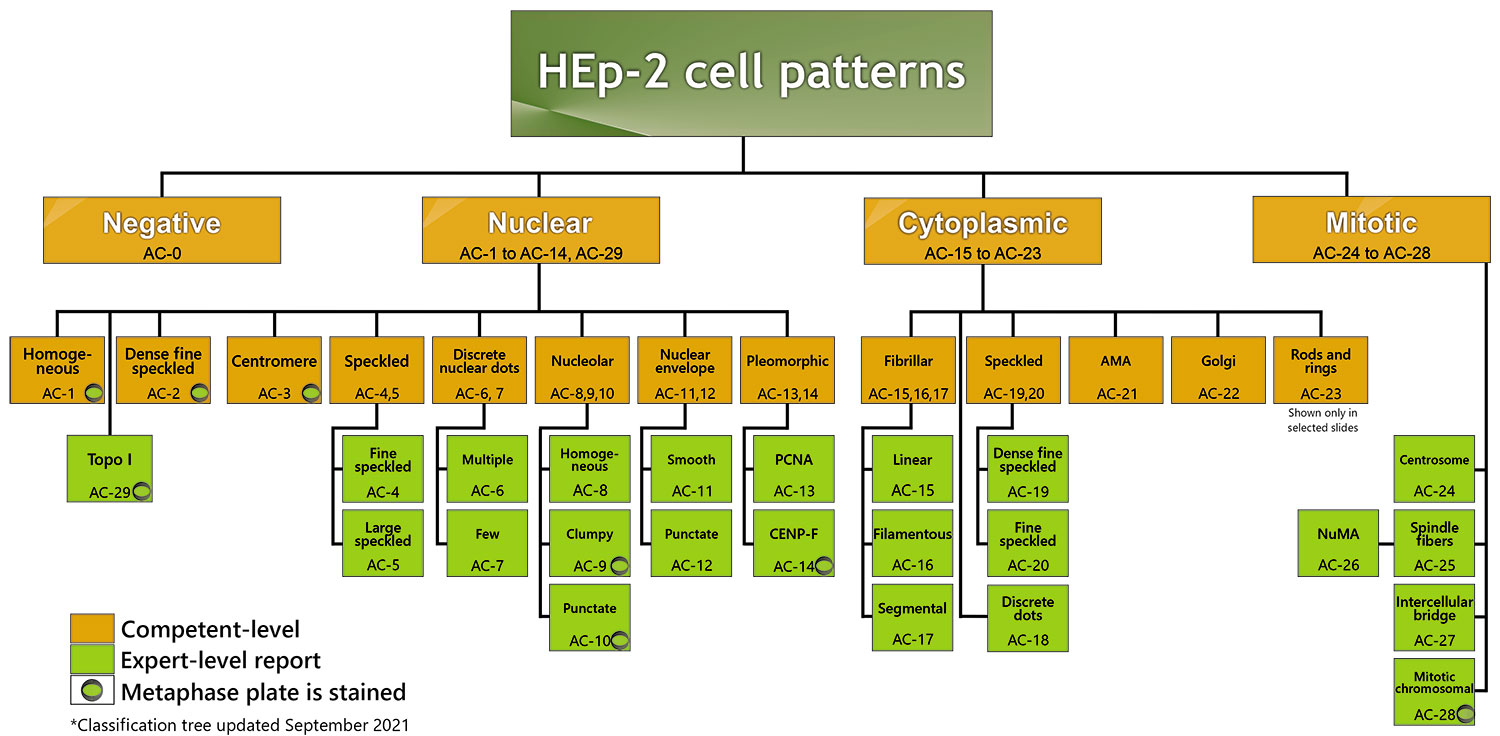 HEp-2 cell patterns
Negative
AC-0
Nuclear
AC-1 to AC-14, AC-29
Cytoplasmic
AC-15 to AC-23
Mitotic
AC-24 to AC-28
Homoge-
neous
AC-1
Dense fine
speckled
AC-2
Centromere
AC-3
Speckled
AC-4,5
Discrete
nuclear dots
AC-6, 7
Nucleolar
AC-8,9,10
Nuclear
envelope
AC-11,12
Pleomorphic
AC-13,14
Fibrillar
AC-15,16,17
Speckled
AC-19,20
AMA
AC-21
Golgi
AC-22
Rods and
rings
AC-23
Shown only in
selected slides
Topo I
AC-29
Fine
speckled
AC-4
Large
speckled
AC-5
Multiple
AC-6
Few
AC-7
Homoge-
neous
AC-8
Clumpy
AC-9
Punctate
AC-10
Smooth
AC-11
Punctate
AC-12
PCNA
AC-13
CENP-F
AC-14
Linear
AC-15
Filamentous
AC-16
Segmental
AC-17
Dense fine
speckled
AC-19
Fine
speckled
AC-20
Discrete
dots
AC-18
Centrosome
AC-24
NuMA
AC-26
Spindle
fibers
AC-25
Intercellular
bridge
AC-27
Mitotic
chromosomal
AC-28
Competent-level
Expert-level report
Metaphase plate is stained
*Classification tree updated September 2021